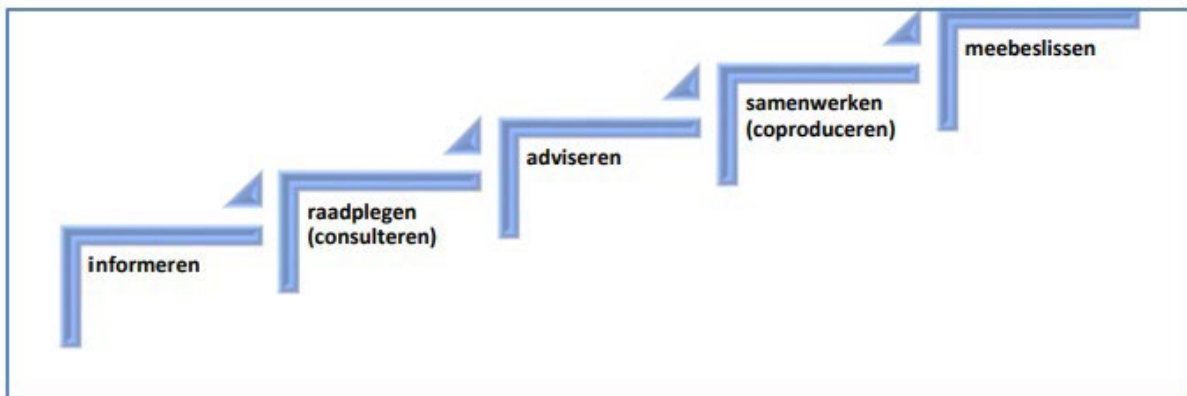 informeren
raadplegen
(consulteren)
adviseren
samenwerken
(coproduceren)
meebeslissen